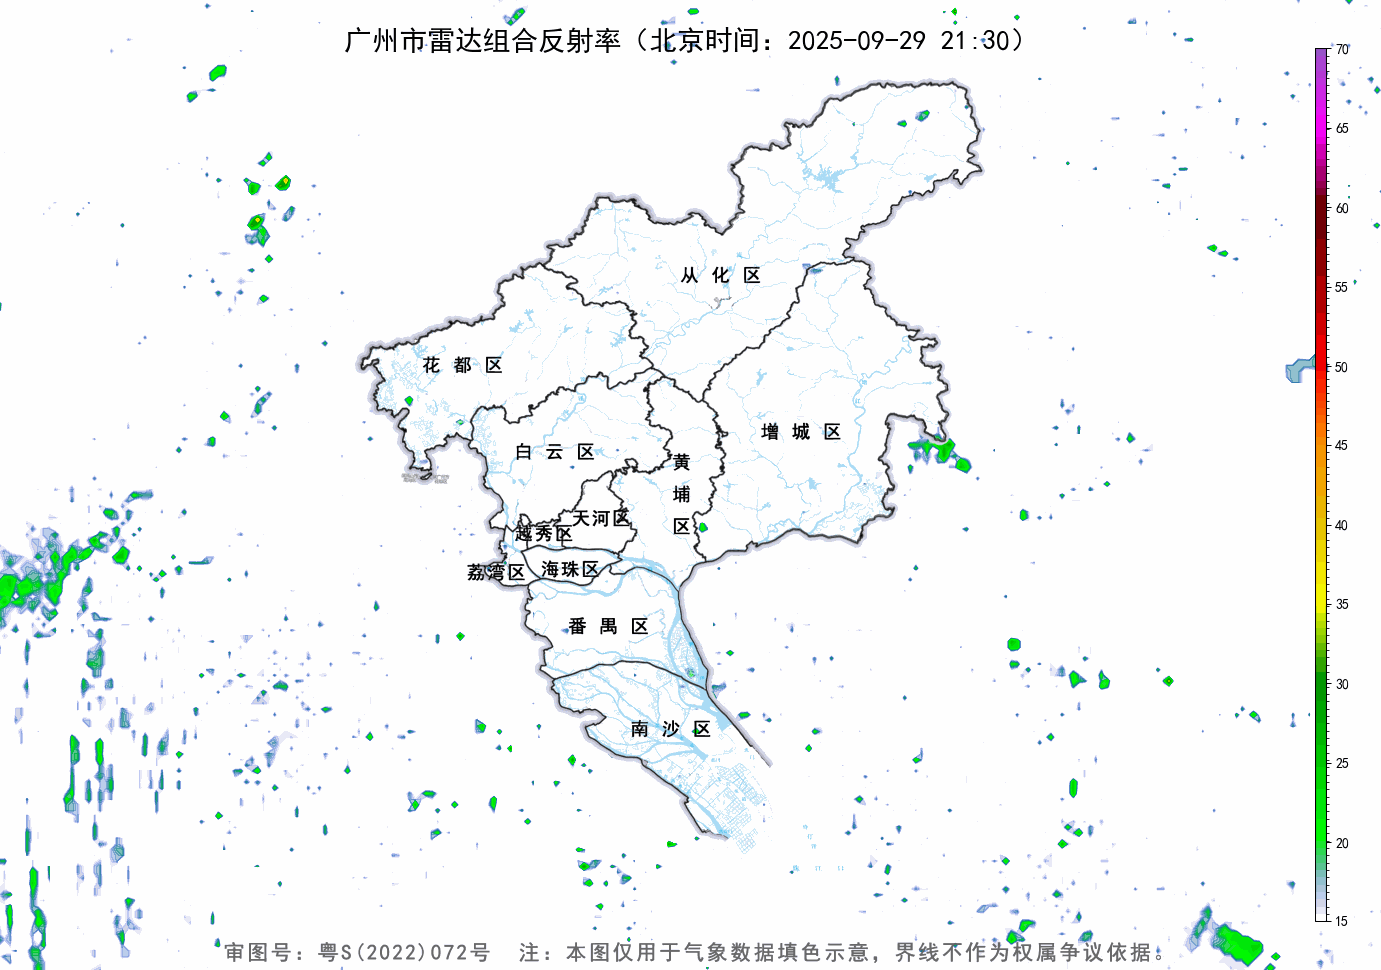 广州市雷达组合反射率（北京时间：2025-09-29 21:30）
70
65
60
55
50
45
40
35
30
25
20
15
从化区
花都区
增城区
白云区
黄埔区
天河区
越秀区
海珠区
荔湾区
番禺区
南沙区
审图号：粤S(2022)072号 注：本图仅用于气象数据填色示意，界线不作为权属争议依据。